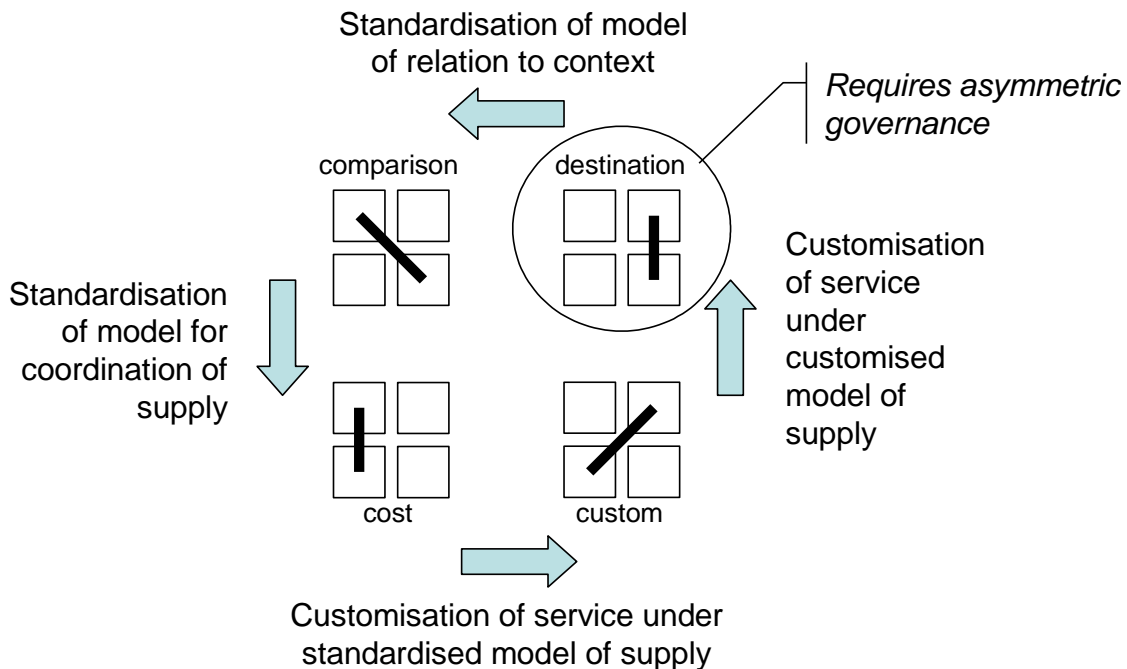 Standardisation of model
of relation to context
Requires asymmetric
governance
comparison
destination
Standardisation
of model for
coordination of
supply
Customisation
of service
under
customised
model of
supply
cost
custom
Customisation of service under
standardised model of supply